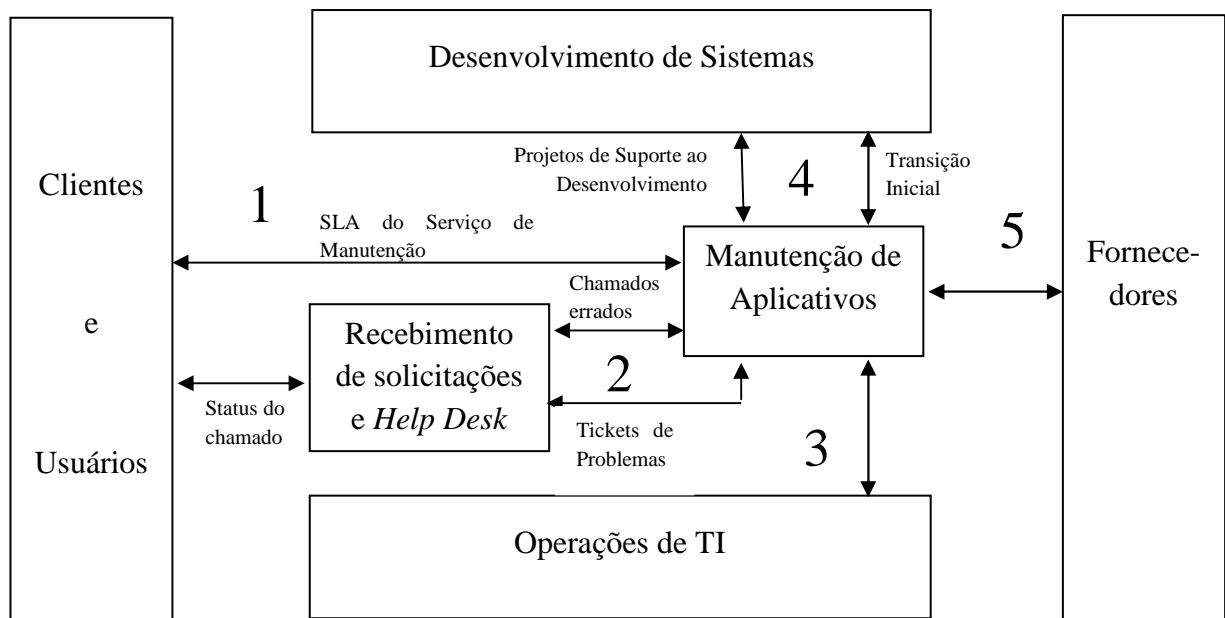 Desenvolvimento de Sistemas
Clientes
e
Usuários
1
SLA do Serviço de
Manutenção
Projetos de Suporte ao
Desenvolvimento
4
Transição
Inicial
Manutenção de
Aplicativos
5
Fornece-
dores
Chamados
errados
Recebimento
de solicitações
e Help Desk
2
Status do
chamado
Tickets de
Problemas
3
Operações de TI